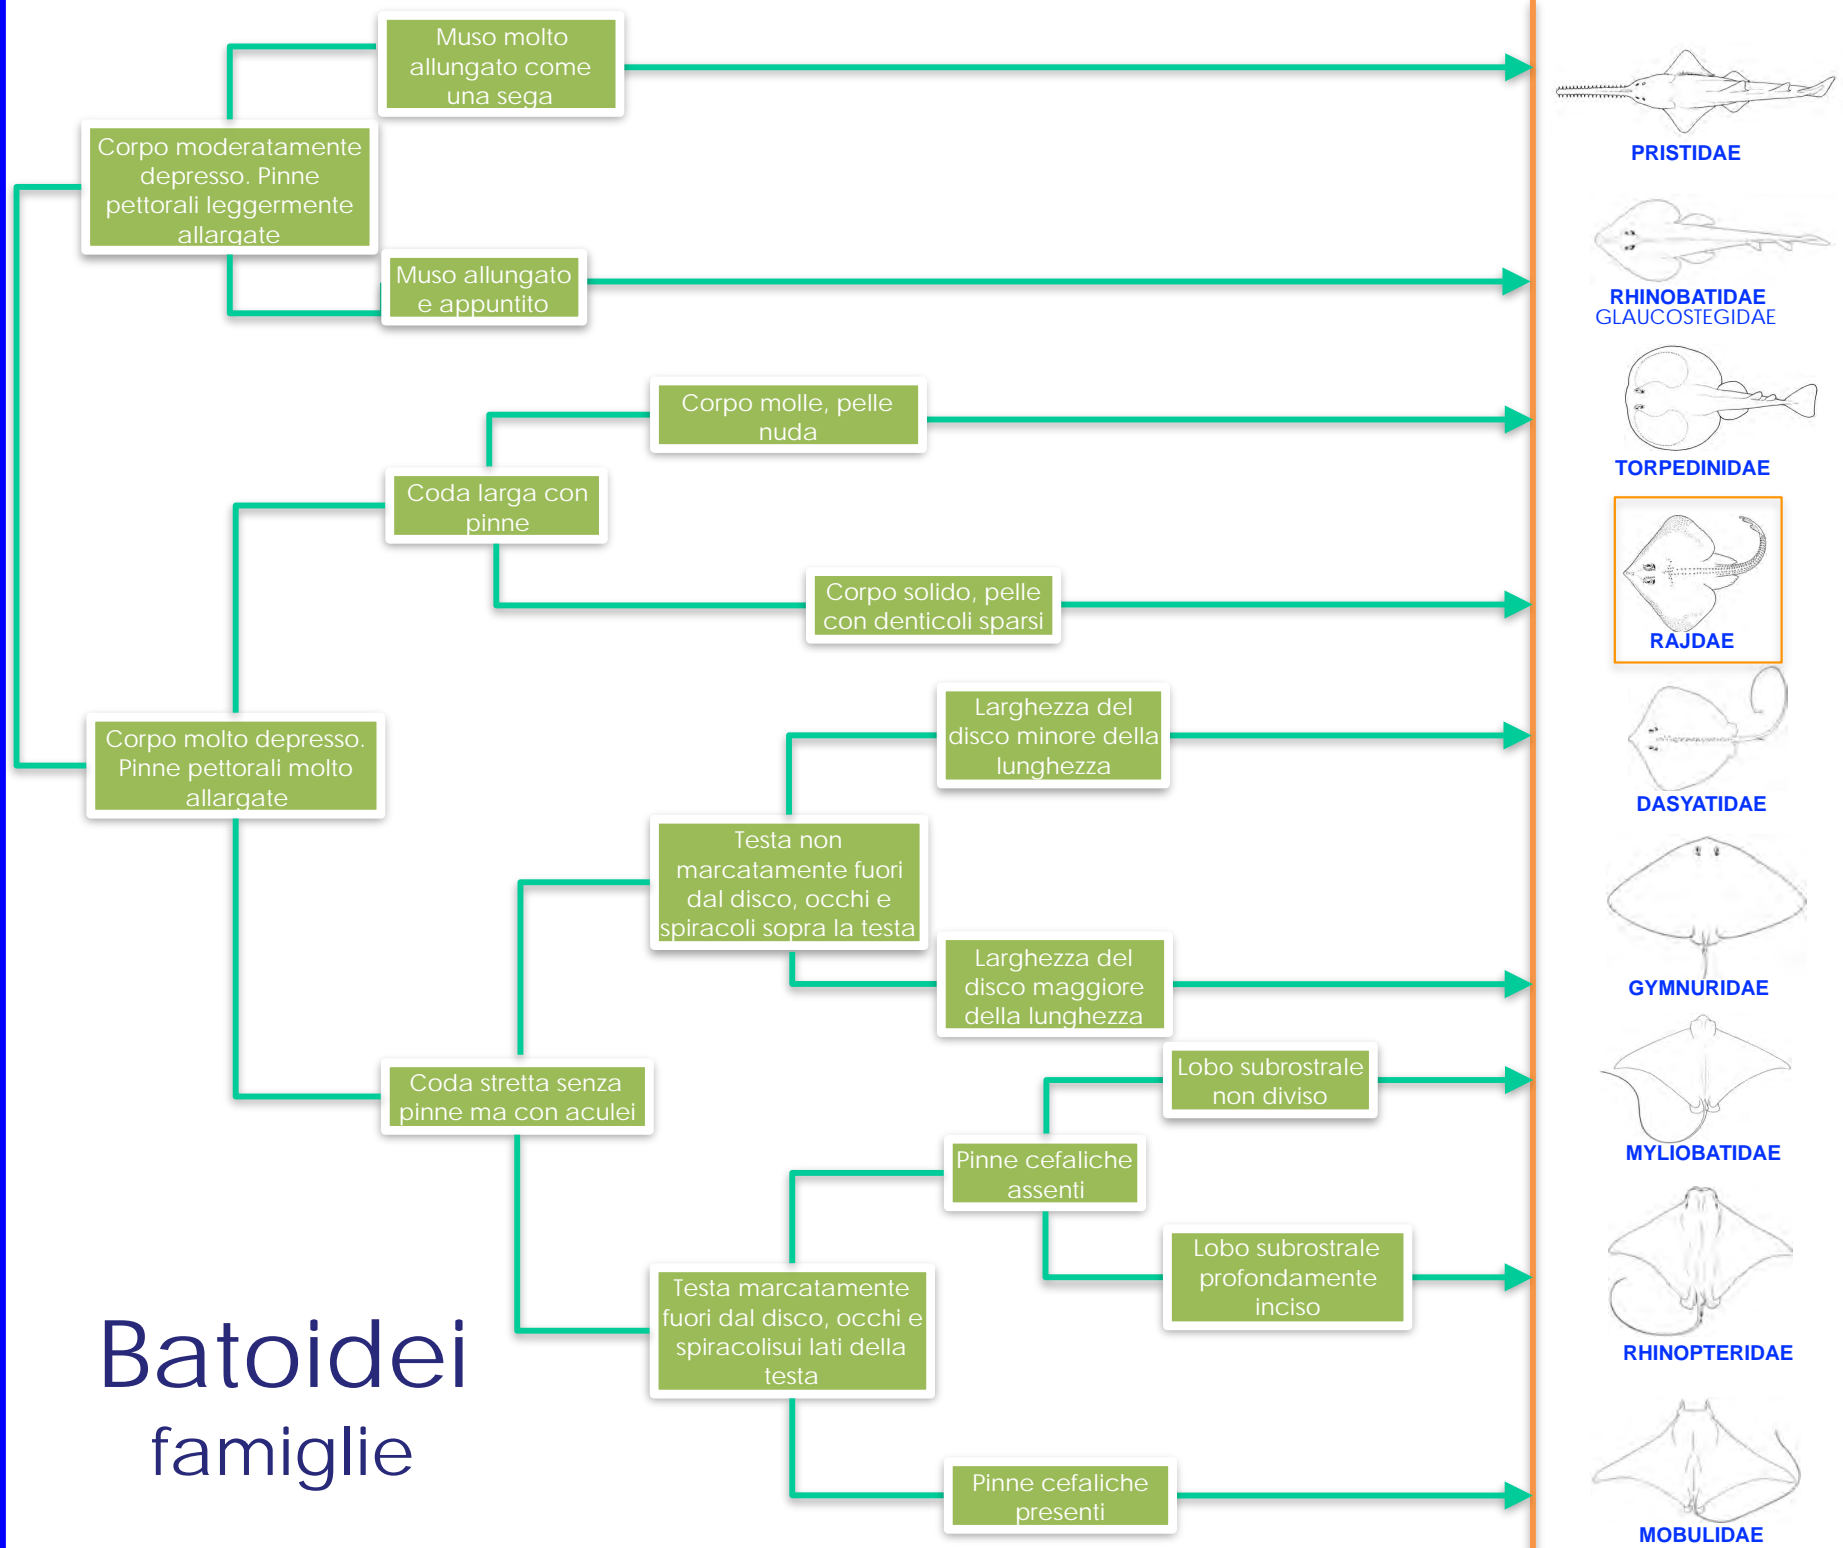 Muso molto
allungato come
una sega
PRISTIDAE
Corpo moderatamente
depresso. Pinne
pettorali leggermente
allargate
Muso allungato
e appuntito
RHINOBATIDAE
GLAUCOSTEGIDAE
Corpo molle, pelle
nuda
TORPEDINIDAE
Coda larga con
pinne
Corpo solido, pelle
con denticoli sparsi
RAJDAE
Corpo molto depresso.
Pinne pettorali molto
allargate
Larghezza del
disco minore della
lunghezza
DASYATIDAE
Testa non
marcatamente fuori
dal disco, occhi e
spiracoli sopra la testa
Larghezza del
disco maggiore
della lunghezza
GYMNURIDAE
Coda stretta senza
pinne ma con aculei
Lobo subrostrale
non diviso
MYLIOBATIDAE
Pinne cefaliche
assenti
Lobo subrostrale
profondamente
inciso
RHINOPTERIDAE
Testa marcatamente
fuori dal disco, occhi e
spiracolisui lati della
testa
Pinne cefaliche
presenti
MOBULIDAE
Batoidei
famiglie